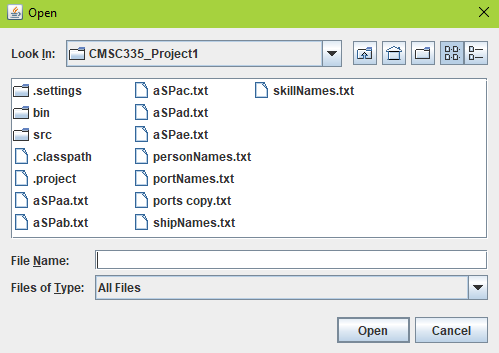 Open
Look In: CMSC335_Project1
.settings
bin
src
.classpath
.project
aSPaa.txt
aSPab.txt
aSPac.txt
aSPad.txt
aSPae.txt
personNames.txt
portNames.txt
ports copy.txt
shipNames.txt
skillNames.txt
File Name:
Files of Type: All Files
Open Cancel